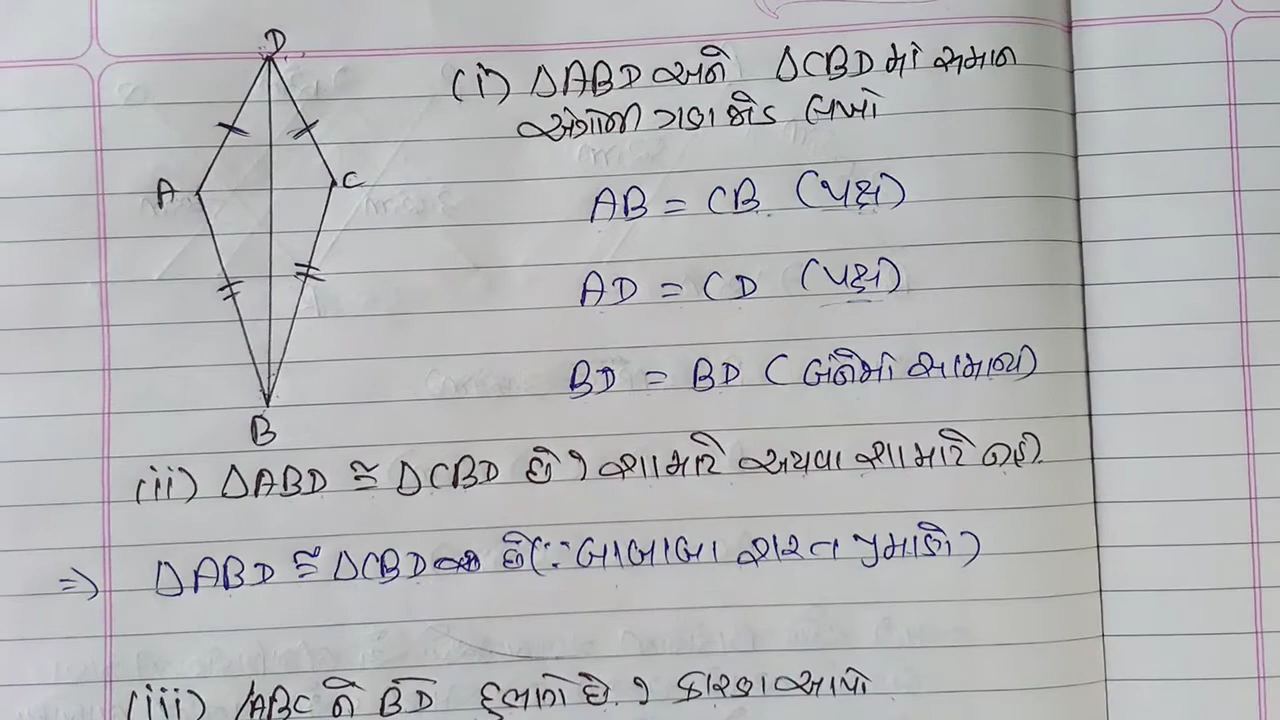 D
A
C
B
(i) ΔABD અને ΔCBD માં સમાન
અંગોની ત્રણ જોડ લખો
AB = CB (પક્ષ)
AD = CD (પક્ષ)
BD = BD (બંનેમાં સામાન્ય)
(ii) ΔABD ≅ ΔCBD છે ? શા માટે અથવા શા માટે નહીં
⇒ ΔABD ≅ ΔCBD છે (∵ બાબાબા શરત
(iii) ∠ABC ને BD દુભાગે છે ? કારણ આપો